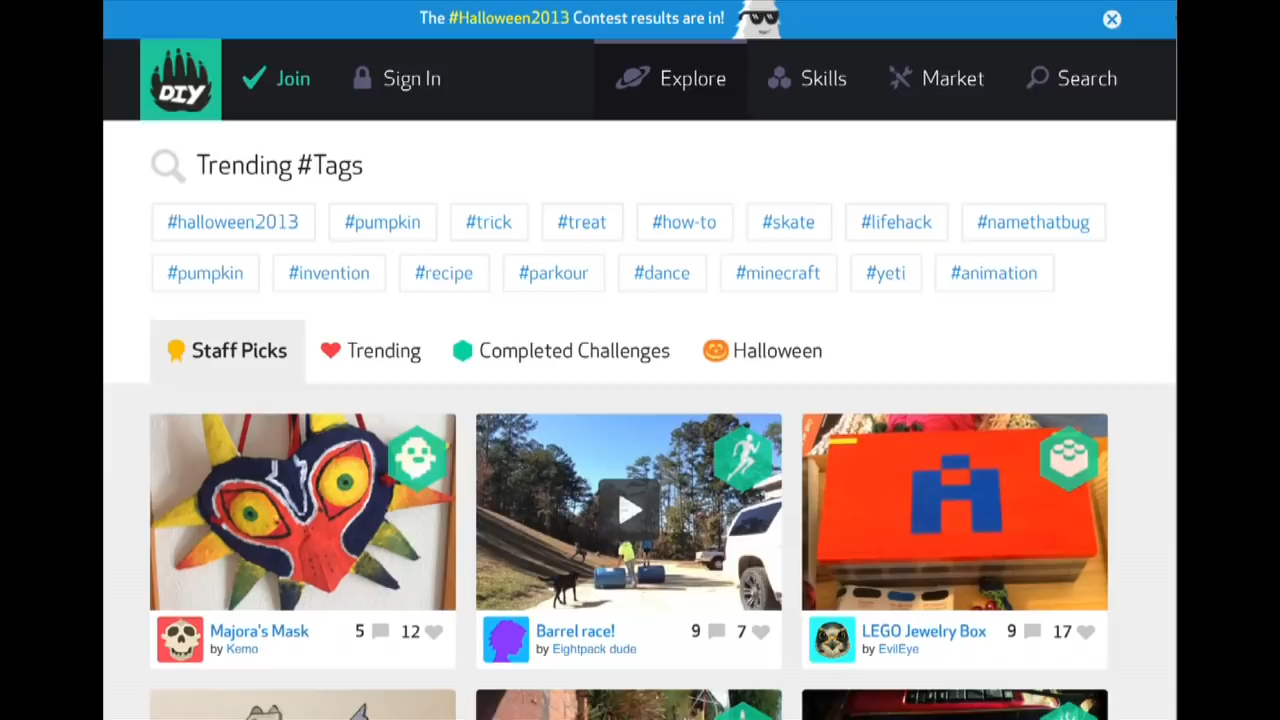 The #Halloween2013 Contest results are in!
DIY Join Sign In Explore Skills Market Search
Trending #Tags
#halloween2013 #pumpkin #trick #treat #how-to #skate #lifehack #namethatbug
#pumpkin #invention #recipe #parkour #dance #minecraft #yeti #animation
Staff Picks Trending Completed Challenges Halloween
Majora's Mask 5 12
by Kemo
Barrel race! 9 7
by Eightpack dude
LEGO Jewelry Box 9 17
by EvilEye